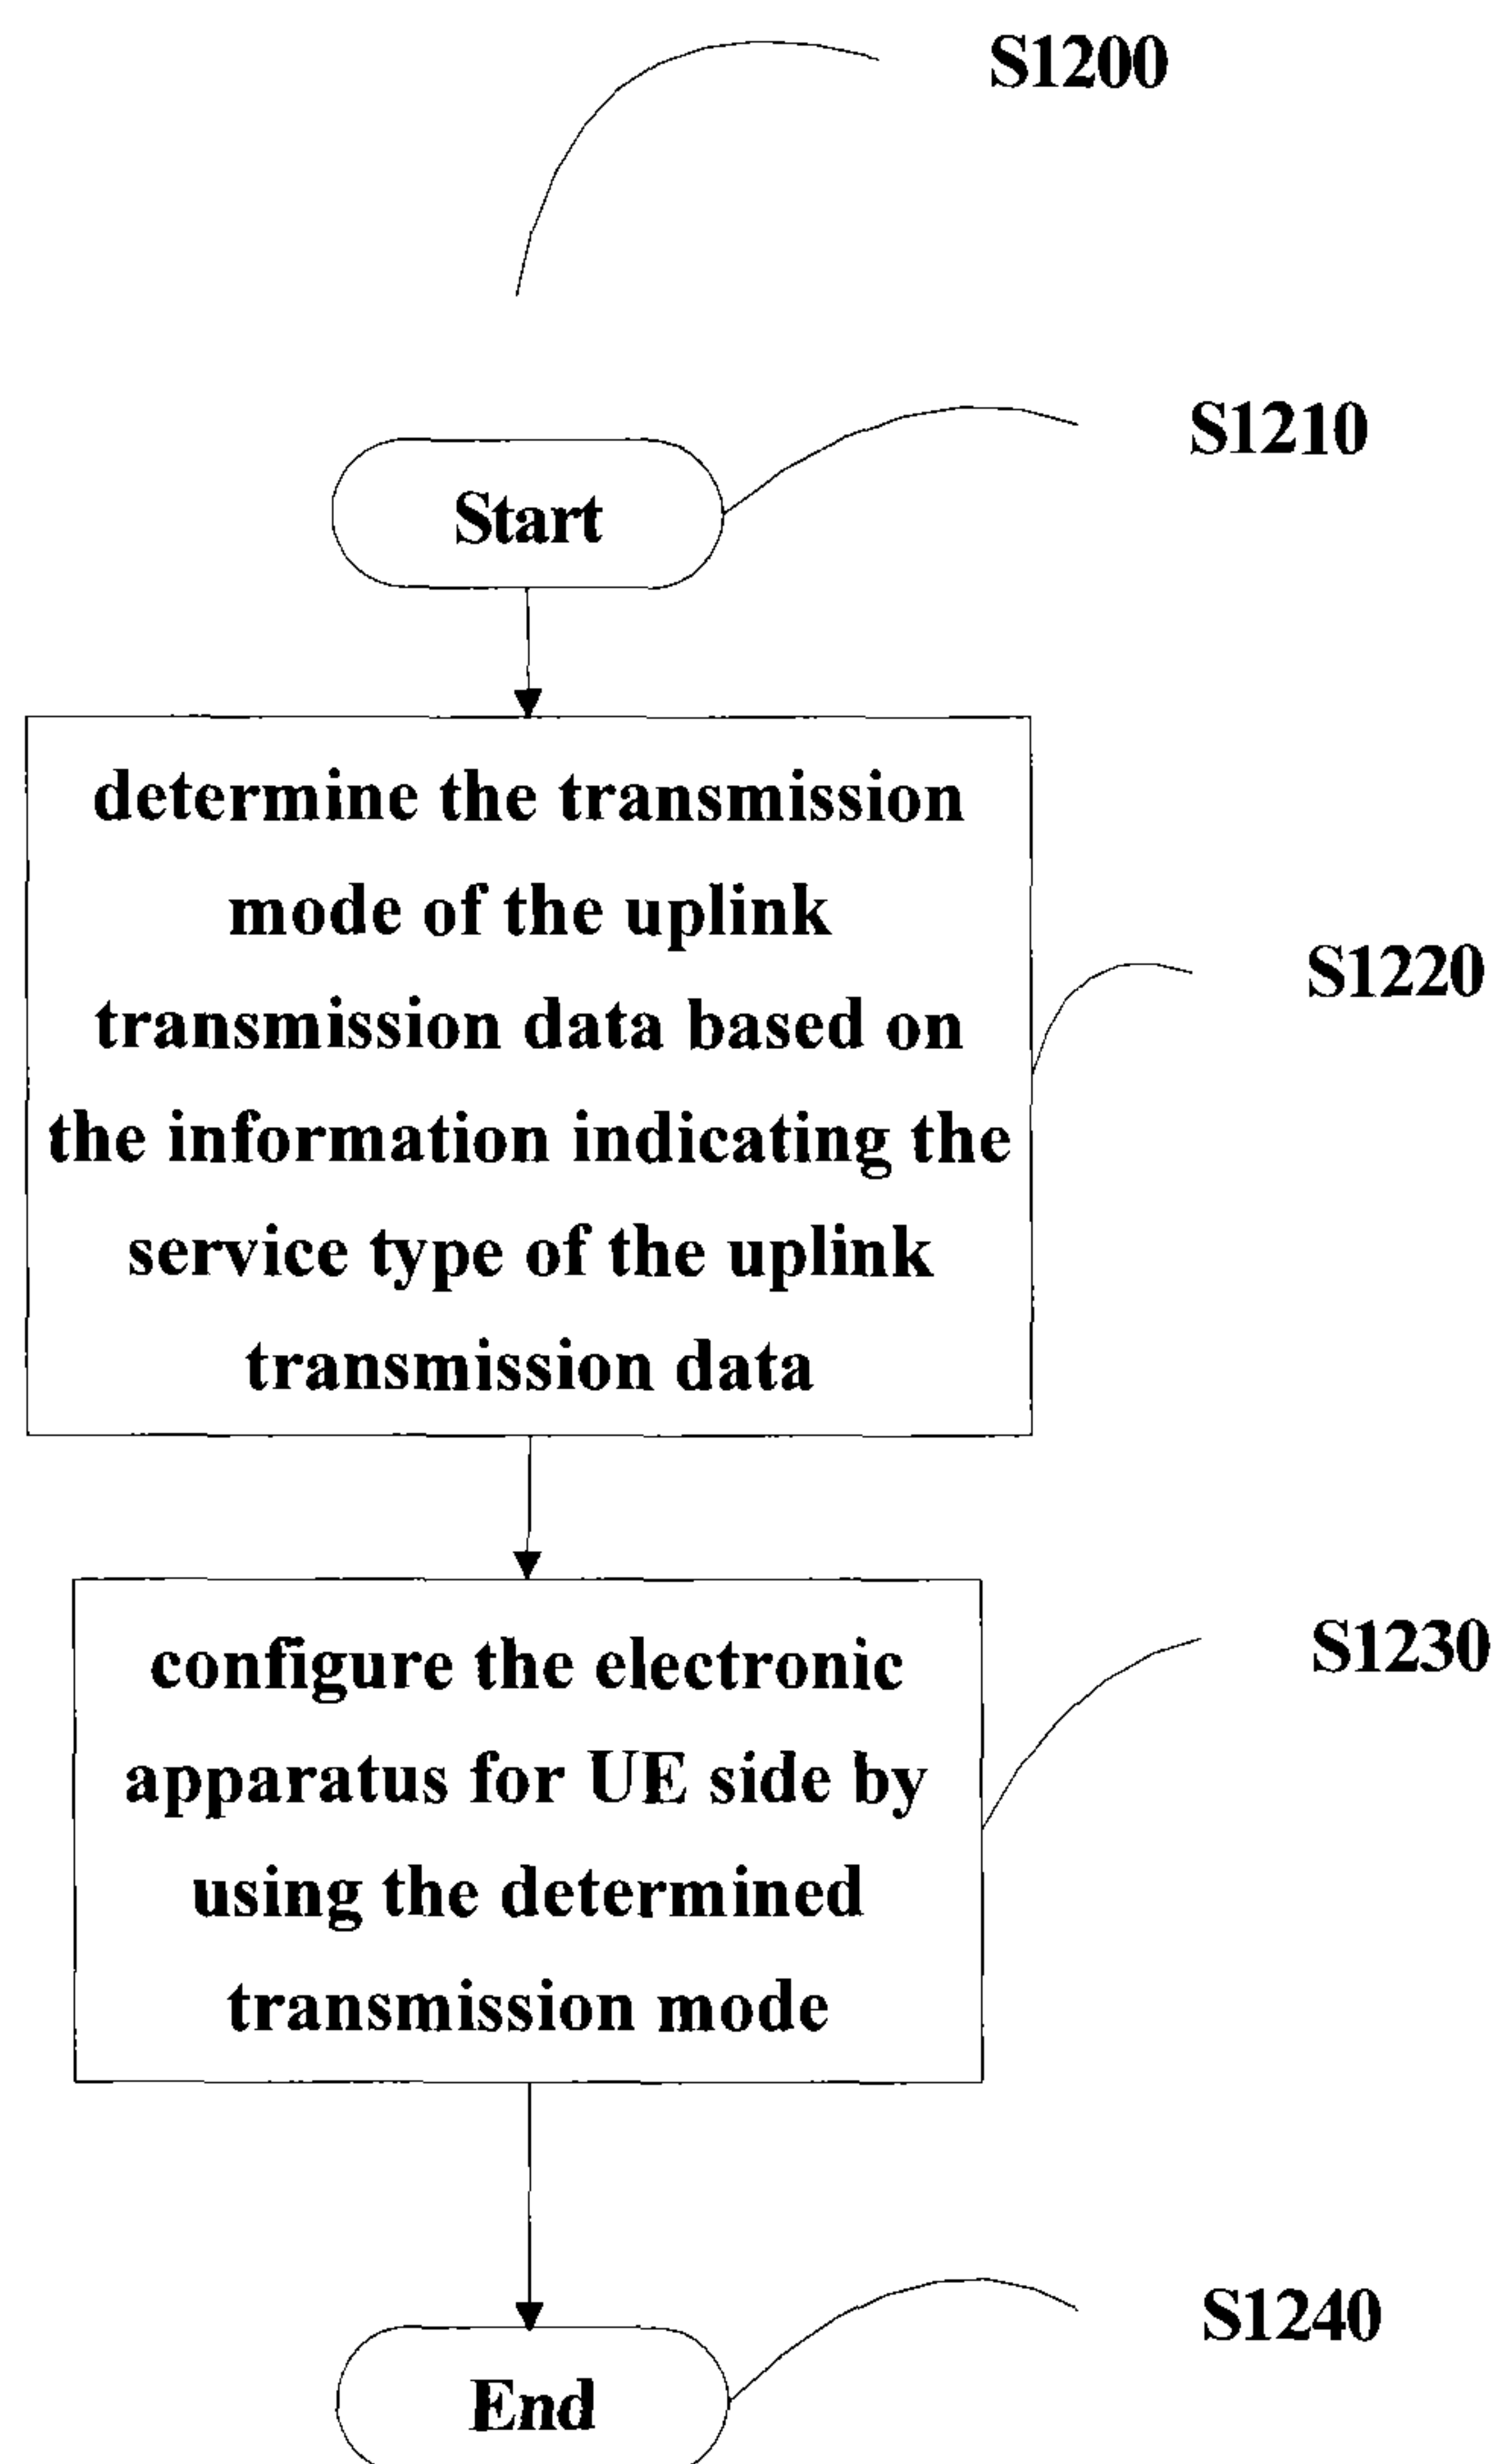 S1200
S1210
Start
determine the transmission
mode of the uplink
transmission data based on
the information indicating the
service type of the uplink
transmission data
S1220
configure the electronic
apparatus for UE side by
using the determined
transmission mode
S1230
S1240
End